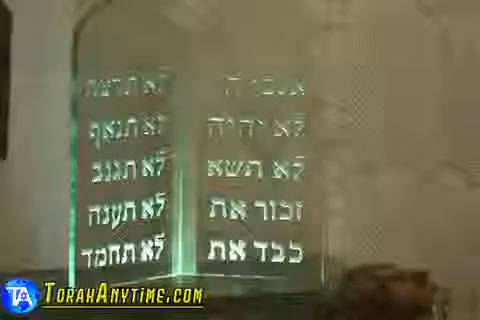 אנכי ה
לא יהיה
לא תשא
זכור את
כבד את
לא תרצח
לא תנאף
לא תגנב
לא תענה
לא תחמד
TA TORAHANYTIME.COM